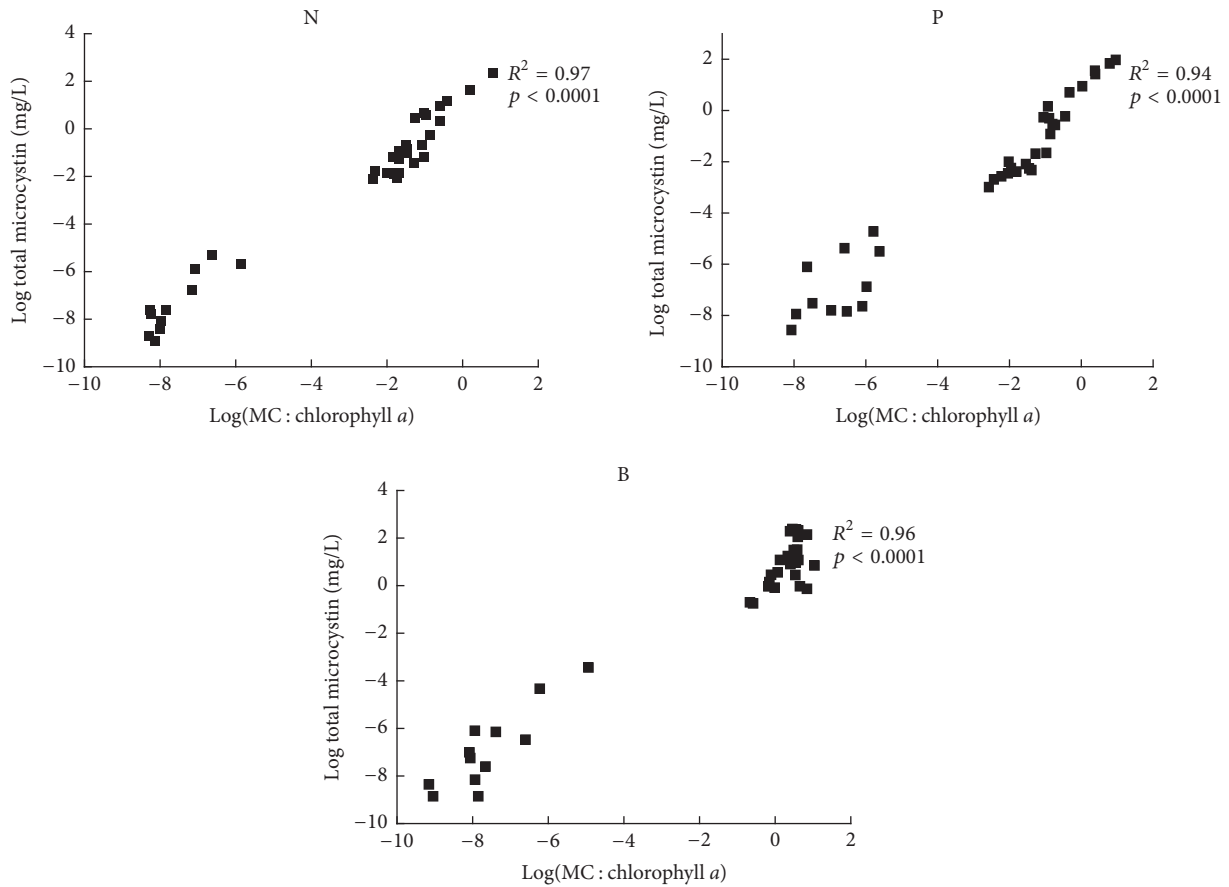 N
Log total microcystin (mg/L)
4
2
0
−2
−4
−6
−8
−10
R² = 0.97
p < 0.0001
−10 −8 −6 −4 −2 0 2
Log(MC : chlorophyll a)
P
Log total microcystin (mg/L)
2
0
−2
−4
−6
−8
−10
R² = 0.94
p < 0.0001
−10 −8 −6 −4 −2 0 2
Log(MC : chlorophyll a)
B
Log total microcystin (mg/L)
4
2
0
−2
−4
−6
−8
−10
R² = 0.96
p < 0.0001
−10 −8 −6 −4 −2 0 2
Log(MC : chlorophyll a)